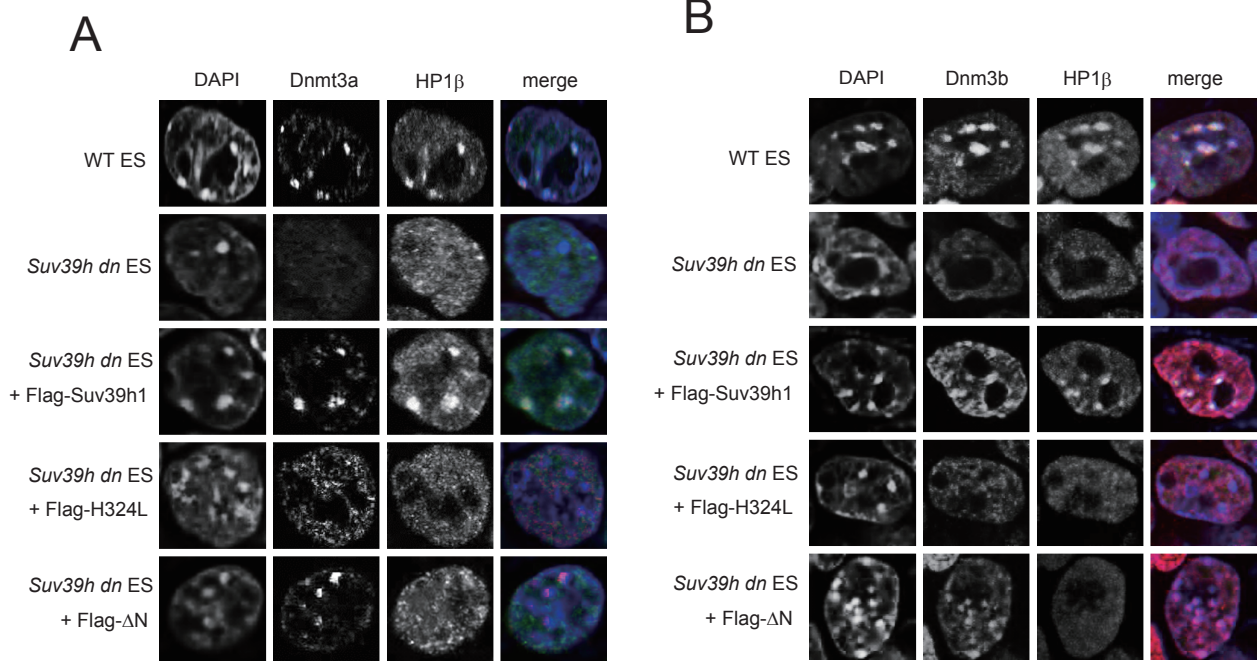 A
DAPI Dnmt3a HP1β merge
WT ES
Suv39h dn ES
Suv39h dn ES
+ Flag-Suv39h1
Suv39h dn ES
+ Flag-H324L
Suv39h dn ES
+ Flag-ΔN
B
DAPI Dnm3b HP1β merge
WT ES
Suv39h dn ES
Suv39h dn ES
+ Flag-Suv39h1
Suv39h dn ES
+ Flag-H324L
Suv39h dn ES
+ Flag-ΔN